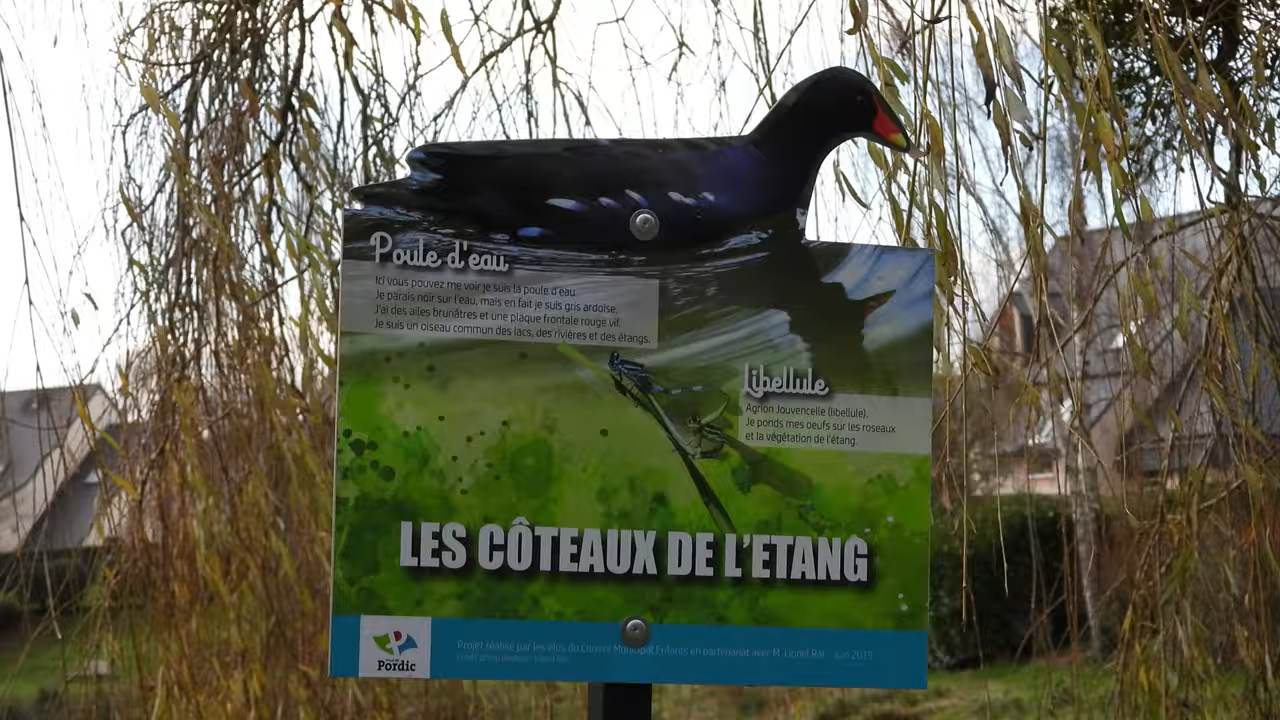 Poule d'eau
Ici vous pouvez me voir je suis la poule d'eau.
Je parais noir sur l'eau, mais en fait je suis gris ardoise.
J'ai des ailes brunâtres et une plaque frontale rouge vif.
Je suis un oiseau commun des lacs, des rivières et des étangs.
Libellule
Agrion Jouvencelle (libellule).
Je ponds mes oeufs sur les roseaux
et la végétation de l'étang.
LES CÔTEAUX DE L'ETANG
Pordic
Projet réalisé par les élus du Conseil Municipal Enfants en partenariat avec M. Lionel juin 2019